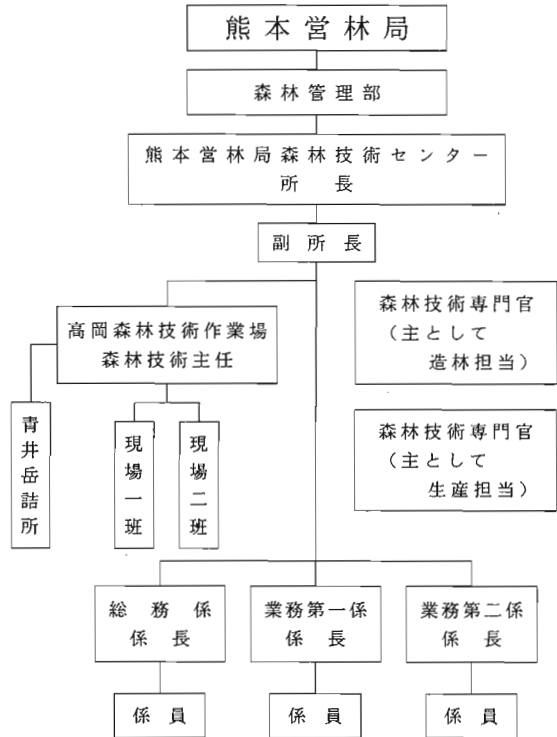 熊本営林局
森林管理部
熊本営林局森林技術センター
所長
副所長
高岡森林技術作業場
森林技術主任
森林技術専門官
（主として
造林担当）
青井岳詰所
現場一班
現場二班
森林技術専門官
（主として
生産担当）
総務係
係長
業務第一係
係長
業務第二係
係長
係員
係員
係員